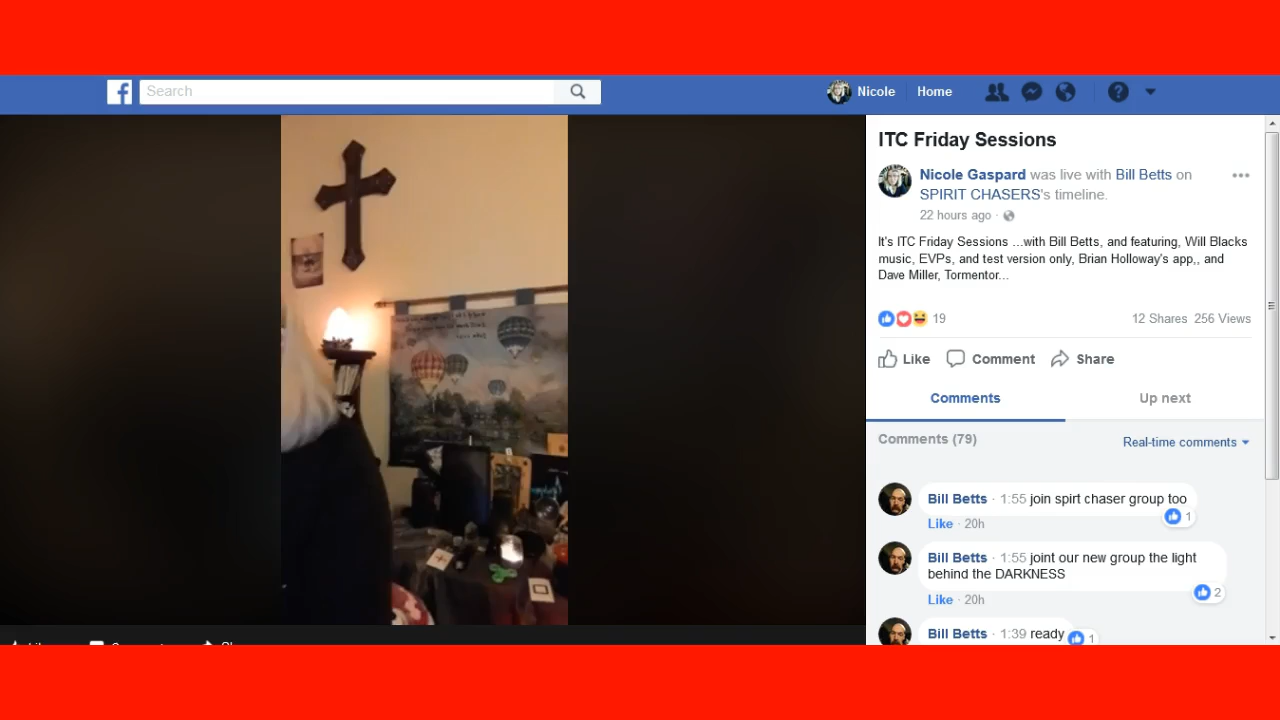 f
Search
Nicole
Home
?
ITC Friday Sessions
Nicole Gaspard was live with Bill Betts on
SPIRIT CHASERS's timeline.
22 hours ago ·
It's ITC Friday Sessions ...with Bill Betts, and featuring, Will Blacks
music, EVPs, and test version only, Brian Holloway's app,, and
Dave Miller, Tormentor...
19
12 Shares 256 Views
Like Comment Share
Comments Up next
Comments (79)
Real-time comments
Bill Betts · 1:55 join spirt chaser group too
1
Like · 20h
Bill Betts · 1:55 joint our new group the light
behind the DARKNESS
2
Like · 20h
Bill Betts · 1:39 ready
1